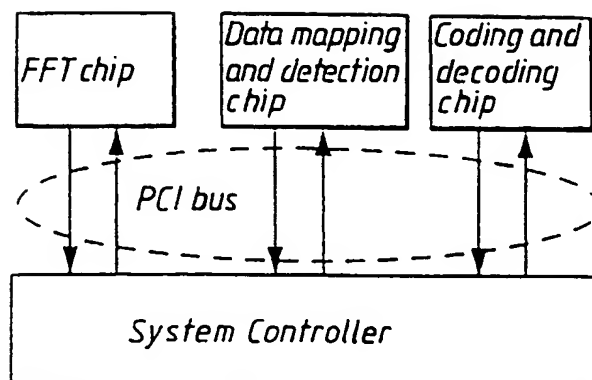 FFT chip
Data mapping
and detection
chip
Coding and
decoding
chip
PCI bus
System Controller